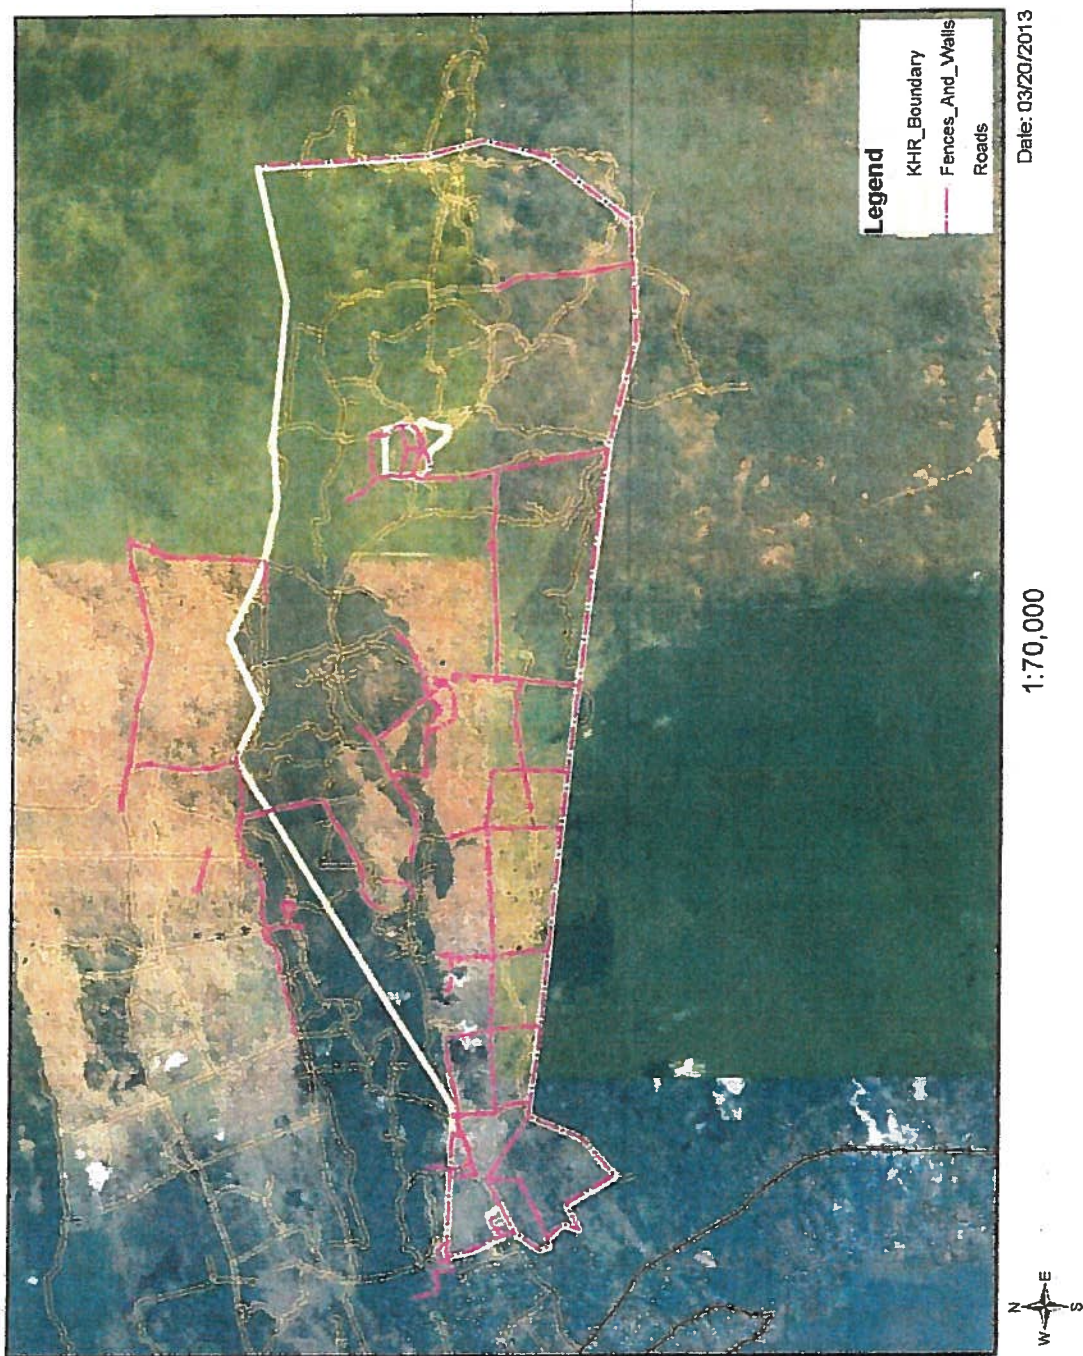 Legend
KHR_Boundary
Fences_And_Walls
Roads
Date: 03/20/2013
1:70,000
N
W E
S